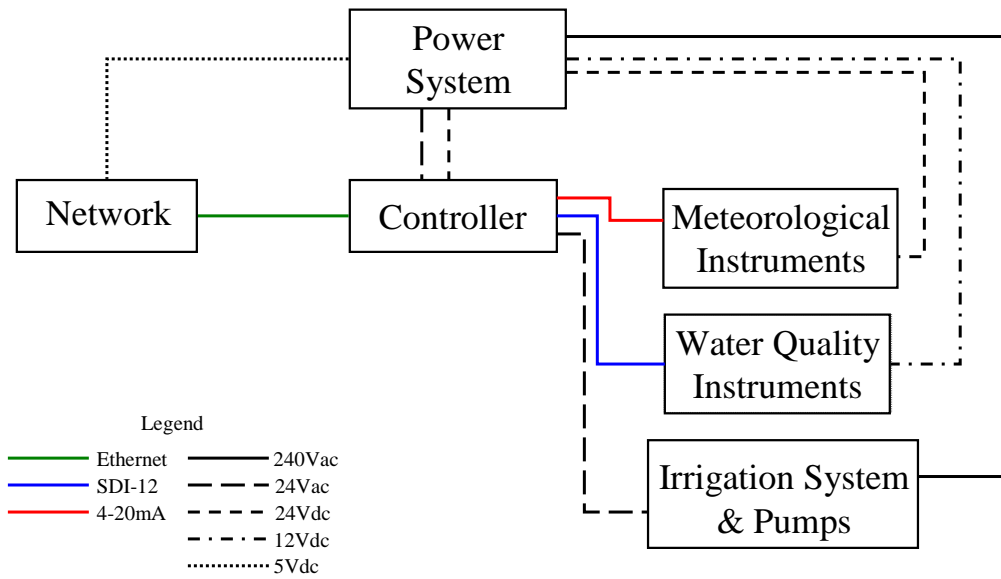 Power
System
Network
Controller
Meteorological
Instruments
Water Quality
Instruments
Irrigation System
& Pumps
Legend
Ethernet
SDI-12
4-20mA
240Vac
24Vac
24Vdc
12Vdc
5Vdc